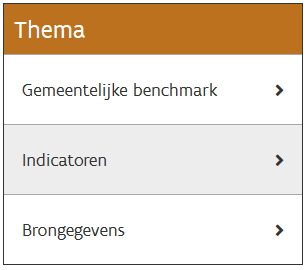 Thema
Gemeentelijke benchmark
Indicatoren
Brongegevens